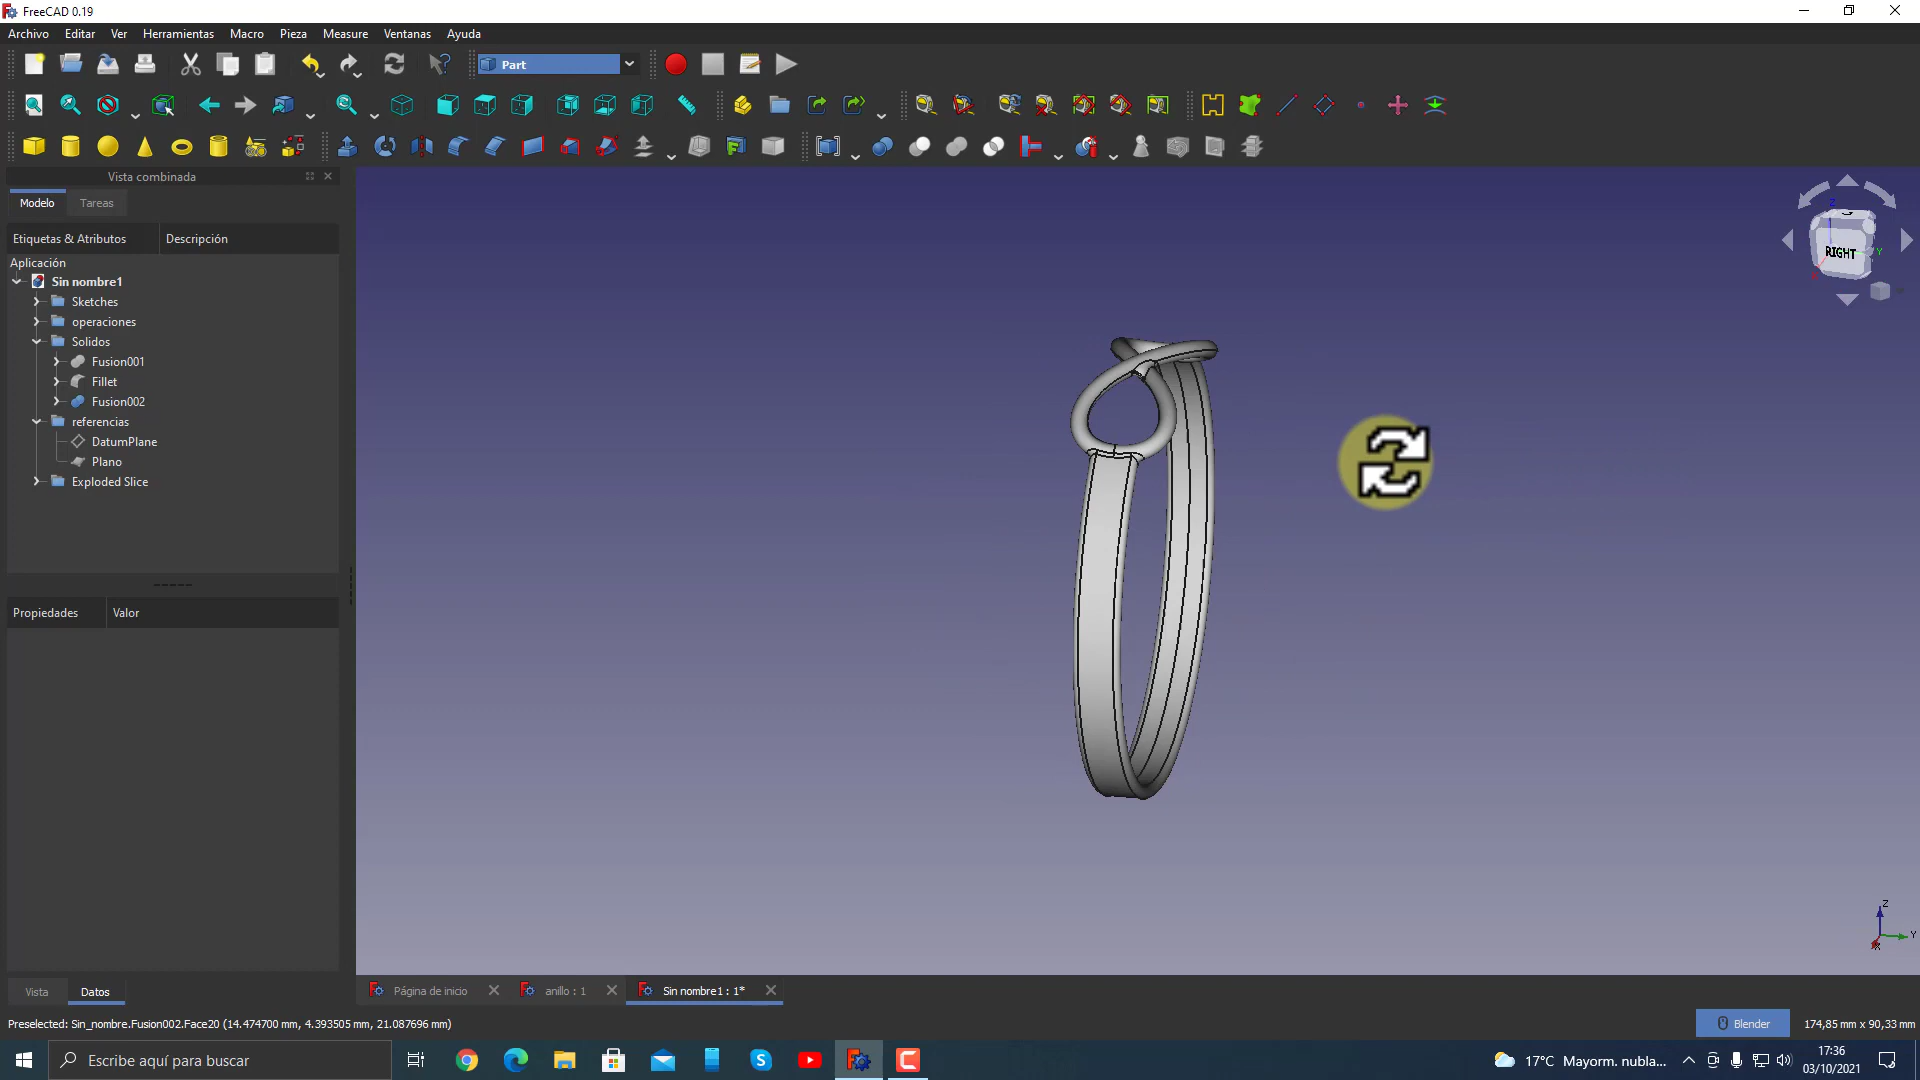 FreeCAD 0.19
Archivo Editar Ver Herramientas Macro Pieza Measure Ventanas Ayuda
Part
Vista combinada
Modelo Tareas
Etiquetas & Atributos Descripción
Aplicación
Sin nombre1
Sketches
operaciones
Solidos
Fusion001
Fillet
Fusion002
referencias
DatumPlane
Plano
Exploded Slice
Propiedades Valor
Vista Datos
Z
RIGHT
Y
Z
Y
X
Página de inicio anillo : 1 Sin nombre1 : 1*
Preselected: Sin_nombre.Fusion002.Face20 (14.474700 mm, 4.393505 mm, 21.087696 mm)
Blender 174,85 mm x 90,33 mm
Escribe aquí para buscar
17°C Mayorm. nubla...
17:36
03/10/2021